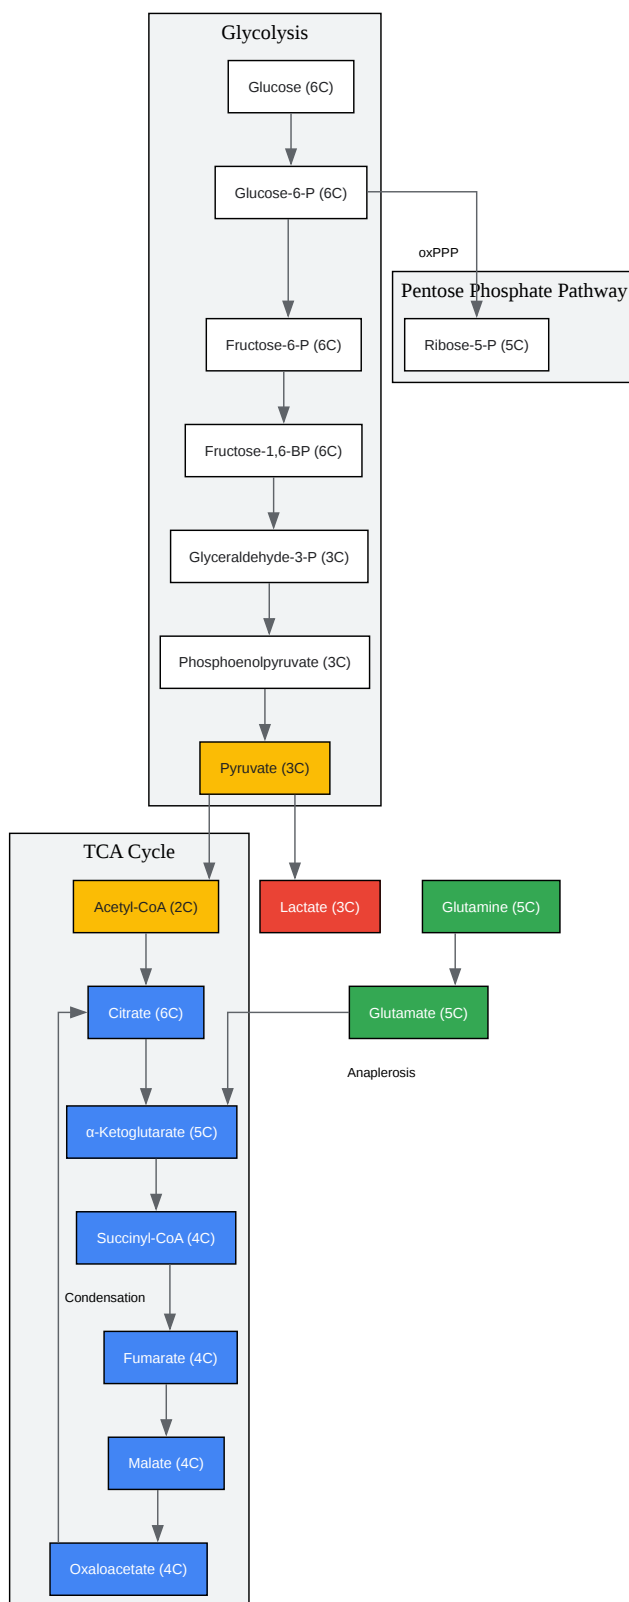 Glycolysis
Glucose (6C)
Glucose-6-P (6C)
oxPPP
Pentose Phosphate Pathway
Fructose-6-P (6C)
Ribose-5-P (5C)
Fructose-1,6-BP (6C)
Glyceraldehyde-3-P (3C)
Phosphoenolpyruvate (3C)
Pyruvate (3C)
TCA Cycle
Acetyl-CoA (2C)
Lactate (3C)
Glutamine (5C)
Citrate (6C)
Glutamate (5C)
Anaplerosis
α-Ketoglutarate (5C)
Succinyl-CoA (4C)
Condensation
Fumarate (4C)
Malate (4C)
Oxaloacetate (4C)